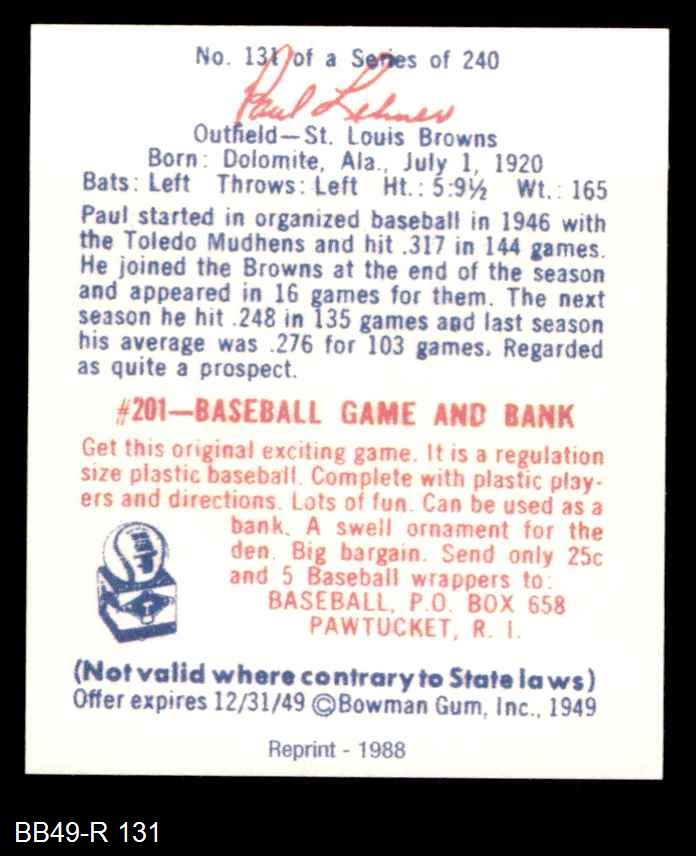 No. 131 of a Series of 240
Paul Lehner
Outfield—St. Louis Browns
Born: Dolomite, Ala., July 1, 1920
Bats: Left Throws: Left Ht.: 5:9½ Wt.: 165
Paul started in organized baseball in 1946 with
the Toledo Mudhens and hit .317 in 144 games.
He joined the Browns at the end of the season
and appeared in 16 games for them. The next
season he hit .248 in 135 games and last season
his average was .276 for 103 games. Regarded
as quite a prospect.
#201—BASEBALL GAME AND BANK
Get this original exciting game. It is a regulation
size plastic baseball. Complete with plastic play-
ers and directions. Lots of fun. Can be used as a
bank. A swell ornament for the
den. Big bargain. Send only 25c
and 5 Baseball wrappers to:
BASEBALL, P.O. BOX 658
PAWTUCKET, R. I.
(Not valid where contrary to State laws)
Offer expires 12/31/49 ©Bowman Gum, Inc., 1949
Reprint - 1988
BB49-R 131